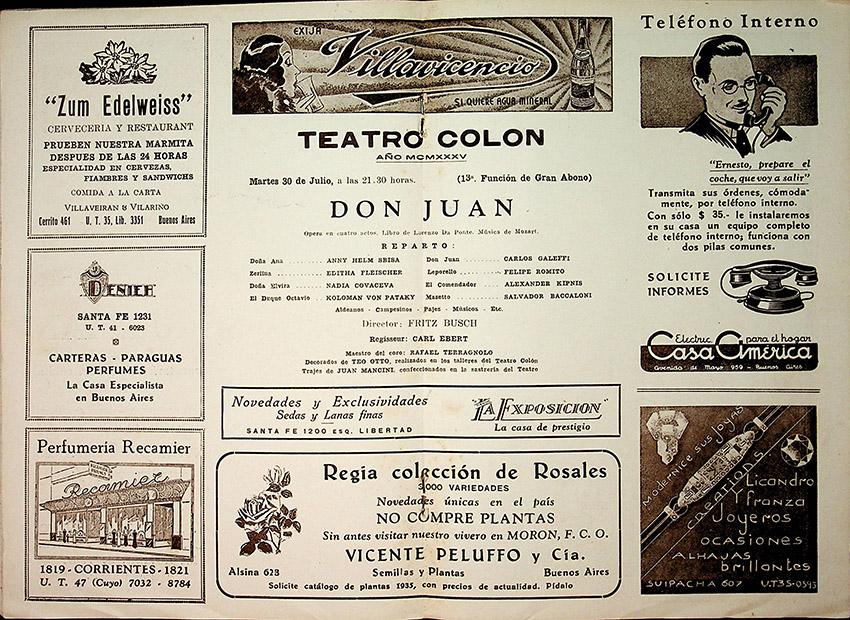 "Zum Edelweiss"
CERVECERIA Y RESTAURANT
PRUEBEN NUESTRA MARMITA
DESPUES DE LAS 24 HORAS
ESPECIALIDAD EN CERVEZAS,
FIAMBRES Y SANDWICHS
COMIDA A LA CARTA
VILLAVEIRAN & VILARINO
Cerrito 461 U. T. 35, Lib. 3351 Buenos Aires
DENIER
SANTA FE 1231
U. T. 41 - 6023
CARTERAS - PARAGUAS
PERFUMES
La Casa Especialista
en Buenos Aires
Perfumería Recamier
Recamier
1819 - CORRIENTES - 1821
U. T. 47 (Cuyo) 7032 - 8784
EXIJA
Villavicencio
SI QUIERE AGUA MINERAL
TEATRO COLON
AÑO MCMXXXV
Martes 30 de Julio, a las 21.30 horas. (13ª. Función de Gran Abono)
DON JUAN
Opera en cuatro actos. Libro de Lorenzo Da Ponte. Música de Mozart.
REPARTO:
Doña Ana ........ ANNY HELM SBISA Don Juan ........ CARLOS GALEFFI
Zerlina ........ EDITHA FLEISCHER Leporello ........ FELIPE ROMITO
Doña Elvira ........ NADIA COVACEVA El Comendador .... ALEXANDER KIPNIS
El Duque Octavio .. KOLOMAN VON PATAKY Masetto ........ SALVADOR BACCALONI
Aldeanos - Campesinos - Pajes - Músicos - Etc.
Director: FRITZ BUSCH
Regisseur: CARL EBERT
Maestro del coro: RAFAEL TERRAGNOLO
Decorados de TEO OTTO, realizados en los talleres del Teatro Colón
Trajes de JUAN MANCINI, confeccionados en la sastrería del Teatro
Novedades y Exclusividades
Sedas y Lanas finas
SANTA FE 1200 ESQ. LIBERTAD
LA EXPOSICION
La casa de prestigio
Regia colección de Rosales
3.000 VARIEDADES
Novedades únicas en el país
NO COMPRE PLANTAS
Sin antes visitar nuestro vivero en MORON, F. C. O.
VICENTE PELUFFO y Cía.
Alsina 623 Semillas y Plantas Buenos Aires
Solicite catálogo de plantas 1935, con precios de actualidad. Pídalo
Teléfono Interno
"Ernesto, prepare el
coche, que voy a salir"
Transmita sus órdenes, cómoda-
mente, por teléfono interno.
Con sólo $ 35.- le instalaremos
en su casa un equipo completo
de teléfono interno; funciona con
dos pilas comunes.
SOLICITE
INFORMES
Electric. para el hogar
Casa America
Avenida de Mayo 959 - Buenos Aires
Modernice sus joyas
creations
Licandro
Y franza
Joyeros
OCASIONES
ALHAJAS
brillantes
SUIPACHA 607 U.T.35-0593